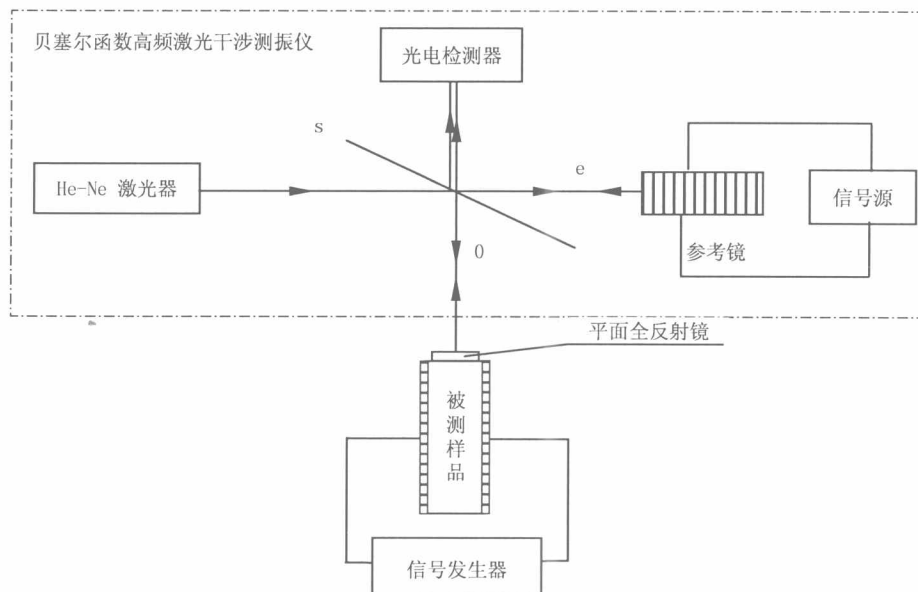 贝塞尔函数高频激光干涉测振仪
光电检测器
s
He-Ne 激光器
e
信号源
参考镜
0
平面全反射镜
被测样品
信号发生器